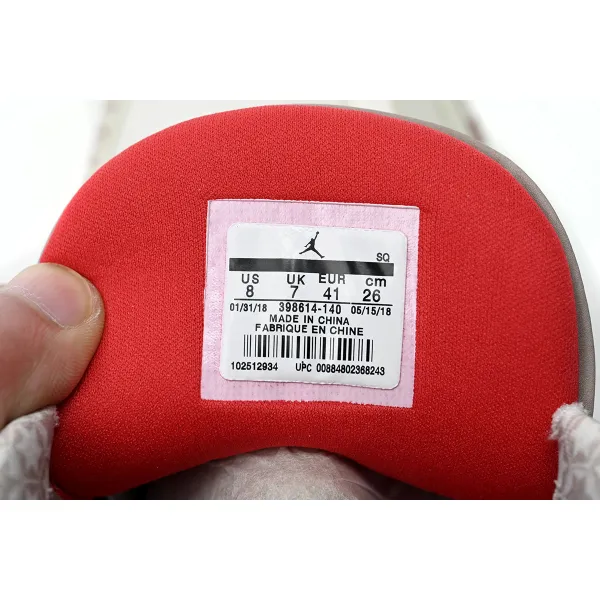 SQ
US UK EUR cm
8 7 41 26
01/31/18 398614-140 05/15/18
MADE IN CHINA
FABRIQUE EN CHINE
102512934 UPC 00884802368243